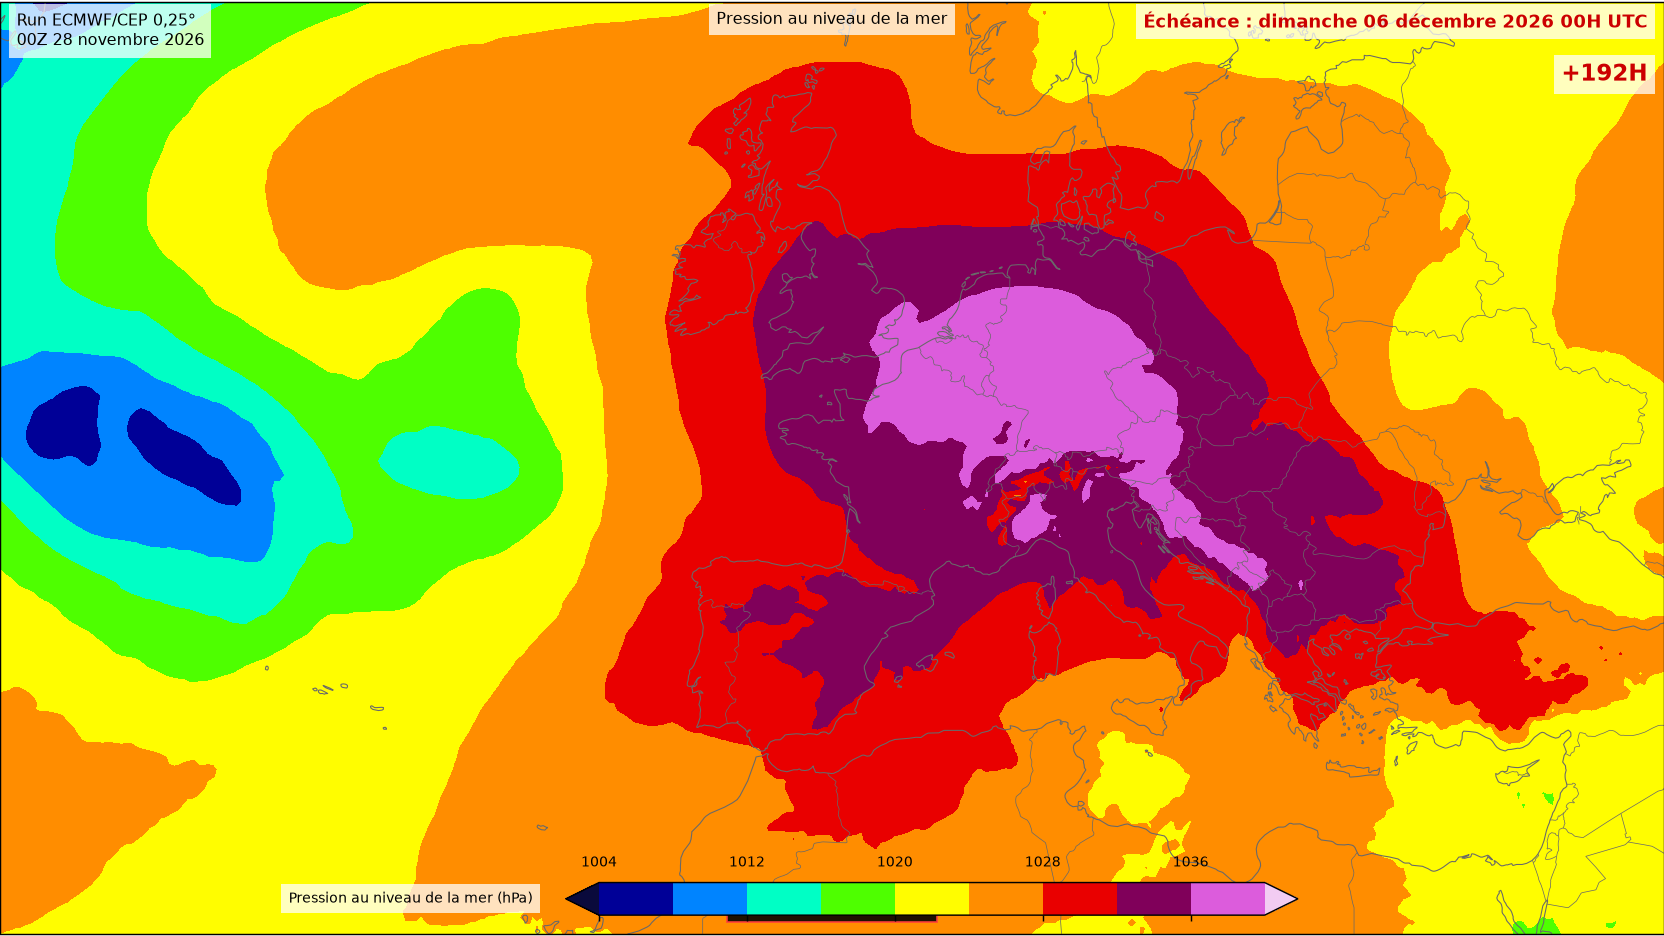 Run ECMWF/CEP 0,25°
00Z 28 novembre 2026
Pression au niveau de la mer
Échéance : dimanche 06 décembre 2026 00H UTC
+192H
1004 1012 1020 1028 1036
Pression au niveau de la mer (hPa)